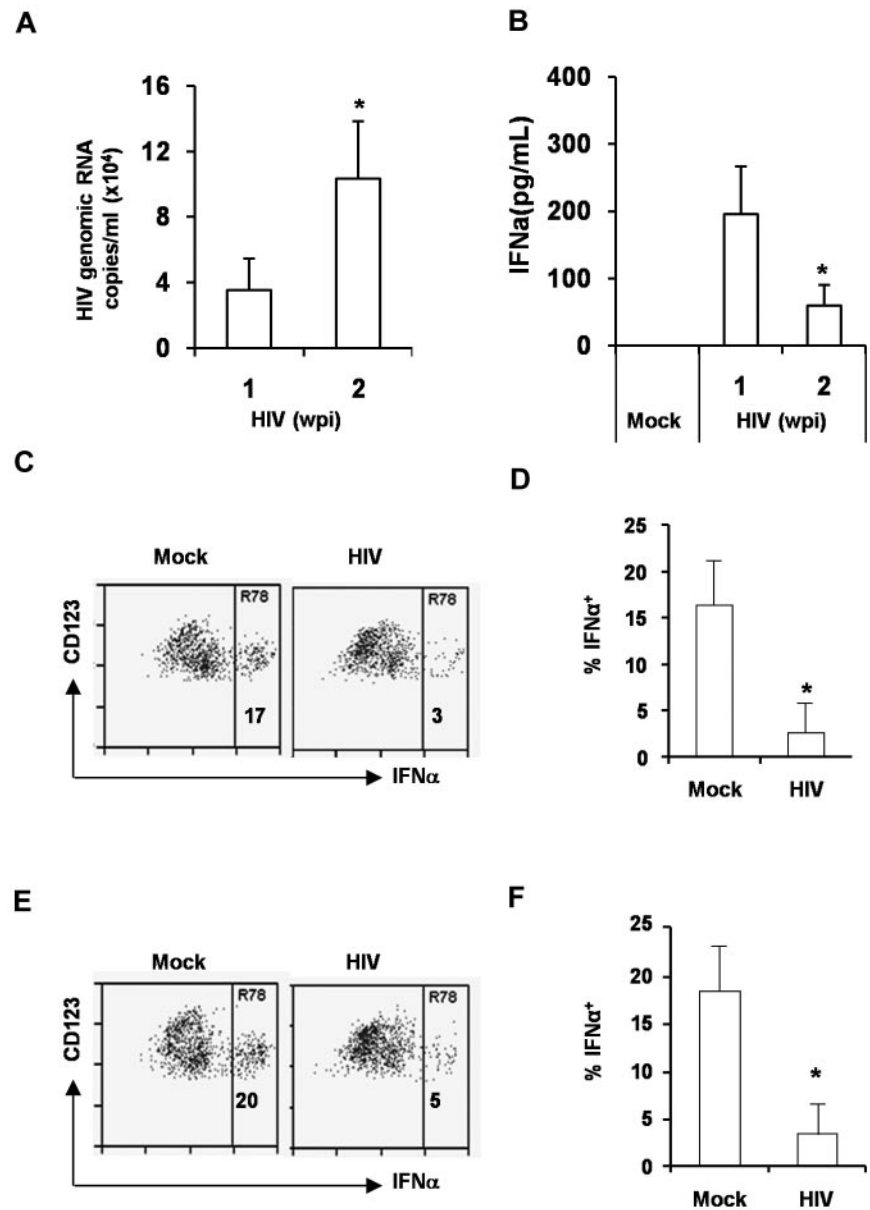 A
HIV genomic RNA
copies/ml (x10⁴)
16
12
8
4
0
*
1 2
HIV (wpi)
B
IFNa(pg/mL)
400
300
200
100
0
*
1 2
Mock HIV (wpi)
C
Mock HIV
CD123
R78 R78
17 3
IFNα
D
% IFNα⁺
25
20
15
10
5
0
*
Mock HIV
E
Mock HIV
CD123
R78 R78
20 5
IFNα
F
% IFNα⁺
25
20
15
10
5
0
*
Mock HIV